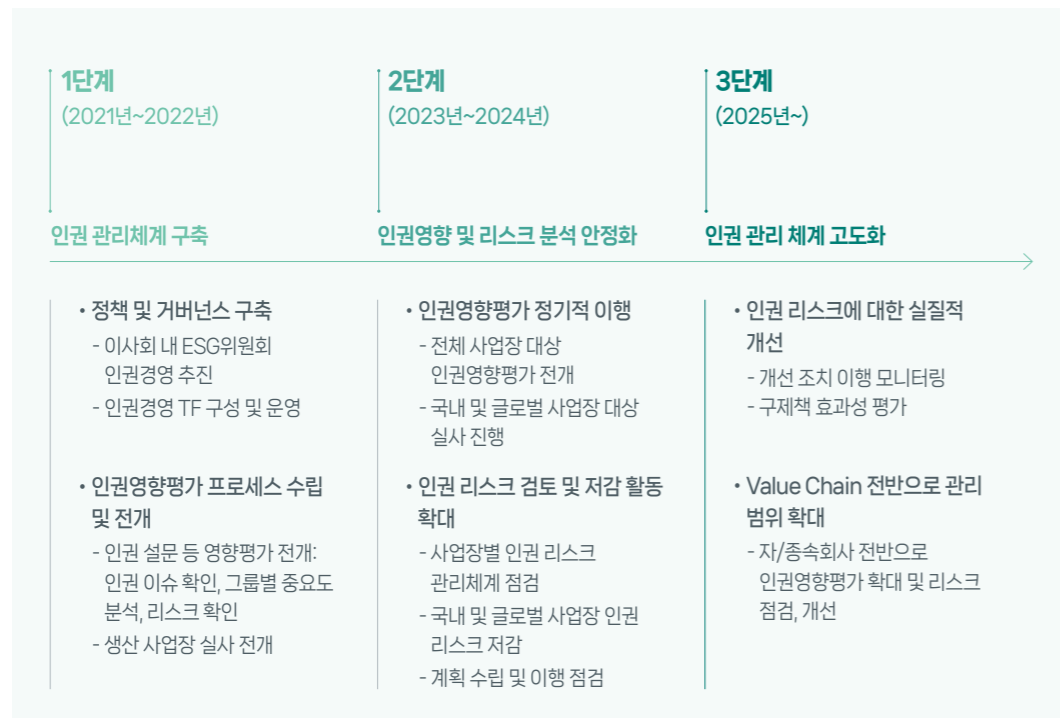 1단계
(2021년~2022년)
인권 관리체계 구축
• 정책 및 거버넌스 구축
- 이사회 내 ESG위원회
인권경영 추진
- 인권경영 TF 구성 및 운영
• 인권영향평가 프로세스 수립
및 전개
- 인권 설문 등 영향평가 전개:
인권 이슈 확인, 그룹별 중요도
분석, 리스크 확인
- 생산 사업장 실사 전개
2단계
(2023년~2024년)
인권영향 및 리스크 분석 안정화
• 인권영향평가 정기적 이행
- 전체 사업장 대상
인권영향평가 전개
- 국내 및 글로벌 사업장 대상
실사 진행
• 인권 리스크 검토 및 저감 활동
확대
- 사업장별 인권 리스크
관리체계 점검
- 국내 및 글로벌 사업장 인권
리스크 저감
- 계획 수립 및 이행 점검
3단계
(2025년~)
인권 관리 체계 고도화
• 인권 리스크에 대한 실질적
개선
- 개선 조치 이행 모니터링
- 구제책 효과성 평가
• Value Chain 전반으로 관리
범위 확대
- 자/종속회사 전반으로
인권영향평가 확대 및 리스크
점검, 개선